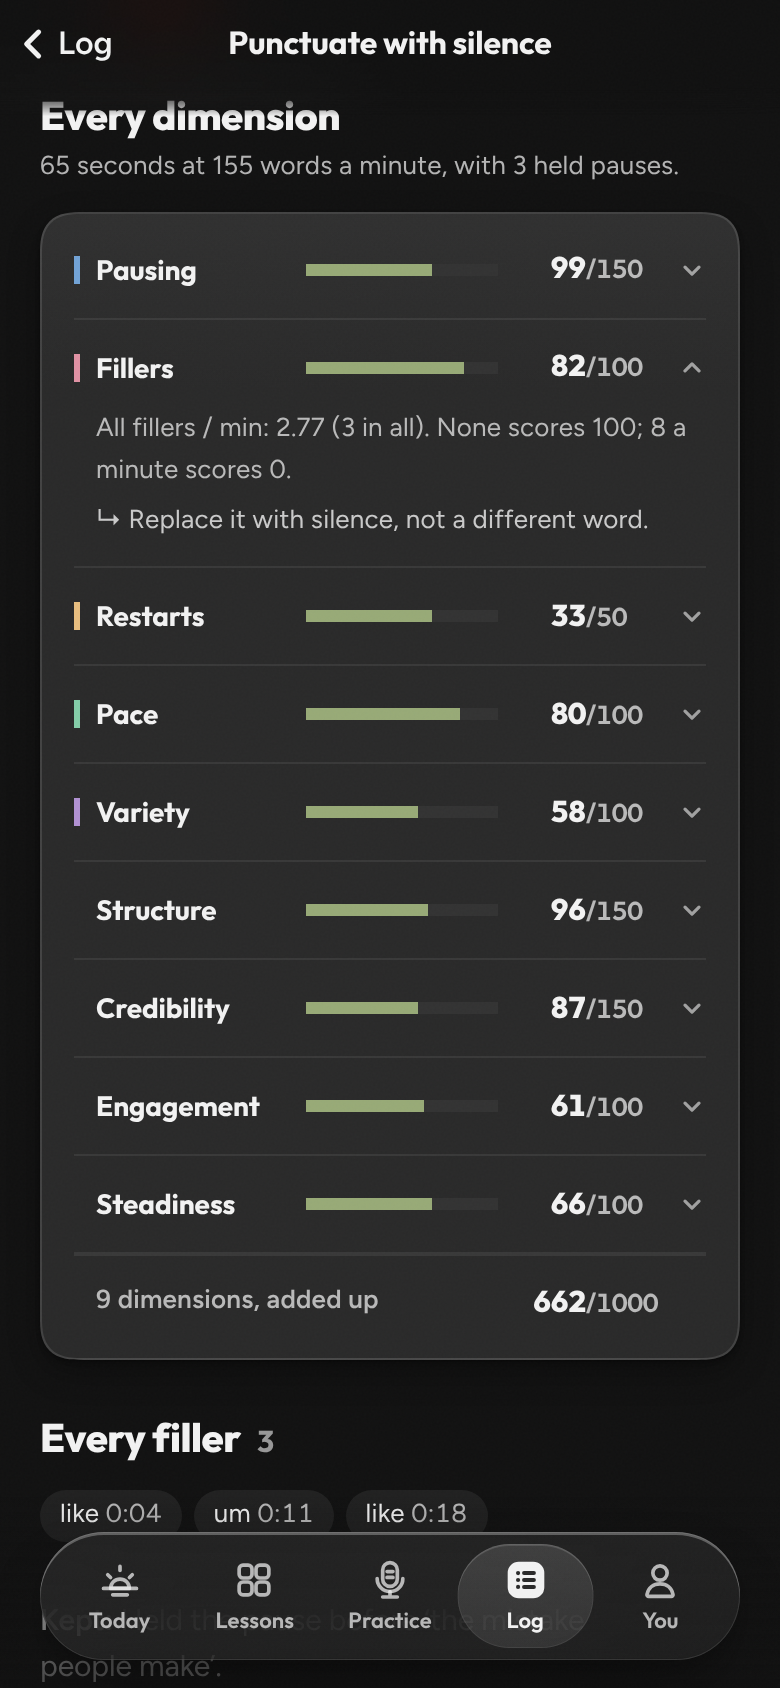 Log
Punctuate with silence
Every dimension
65 seconds at 155 words a minute, with 3 held pauses.
Pausing 99/150
Fillers 82/100
All fillers / min: 2.77 (3 in all). None scores 100; 8 a
minute scores 0.
↳ Replace it with silence, not a different word.
Restarts 33/50
Pace 80/100
Variety 58/100
Structure 96/150
Credibility 87/150
Engagement 61/100
Steadiness 66/100
9 dimensions, added up 662/1000
Every filler 3
like 0:04 um 0:11 like 0:18
Today Lessons Practice Log You
people make’.